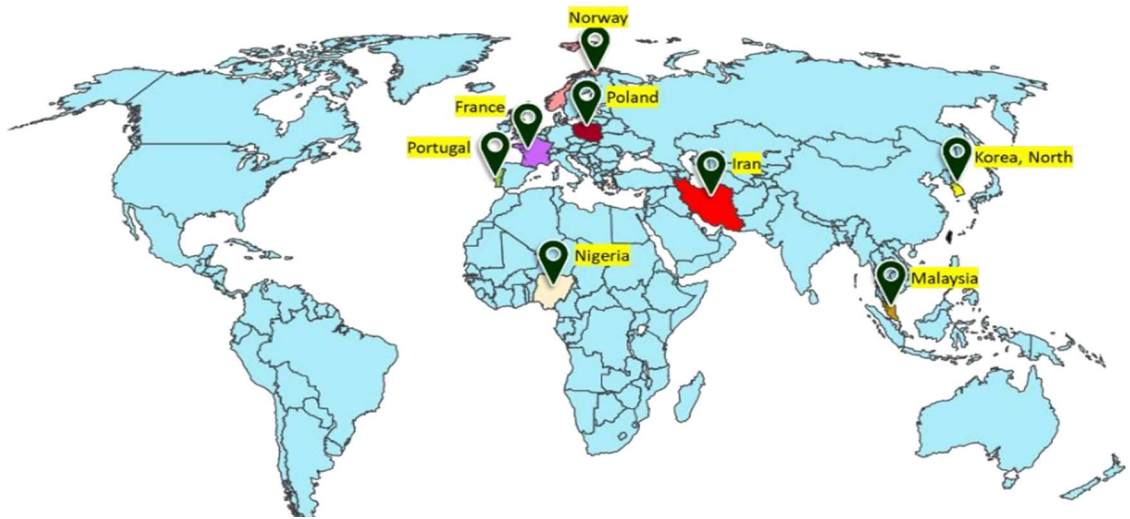 Norway
Poland
France
Portugal
Iran
Korea, North
Nigeria
Malaysia